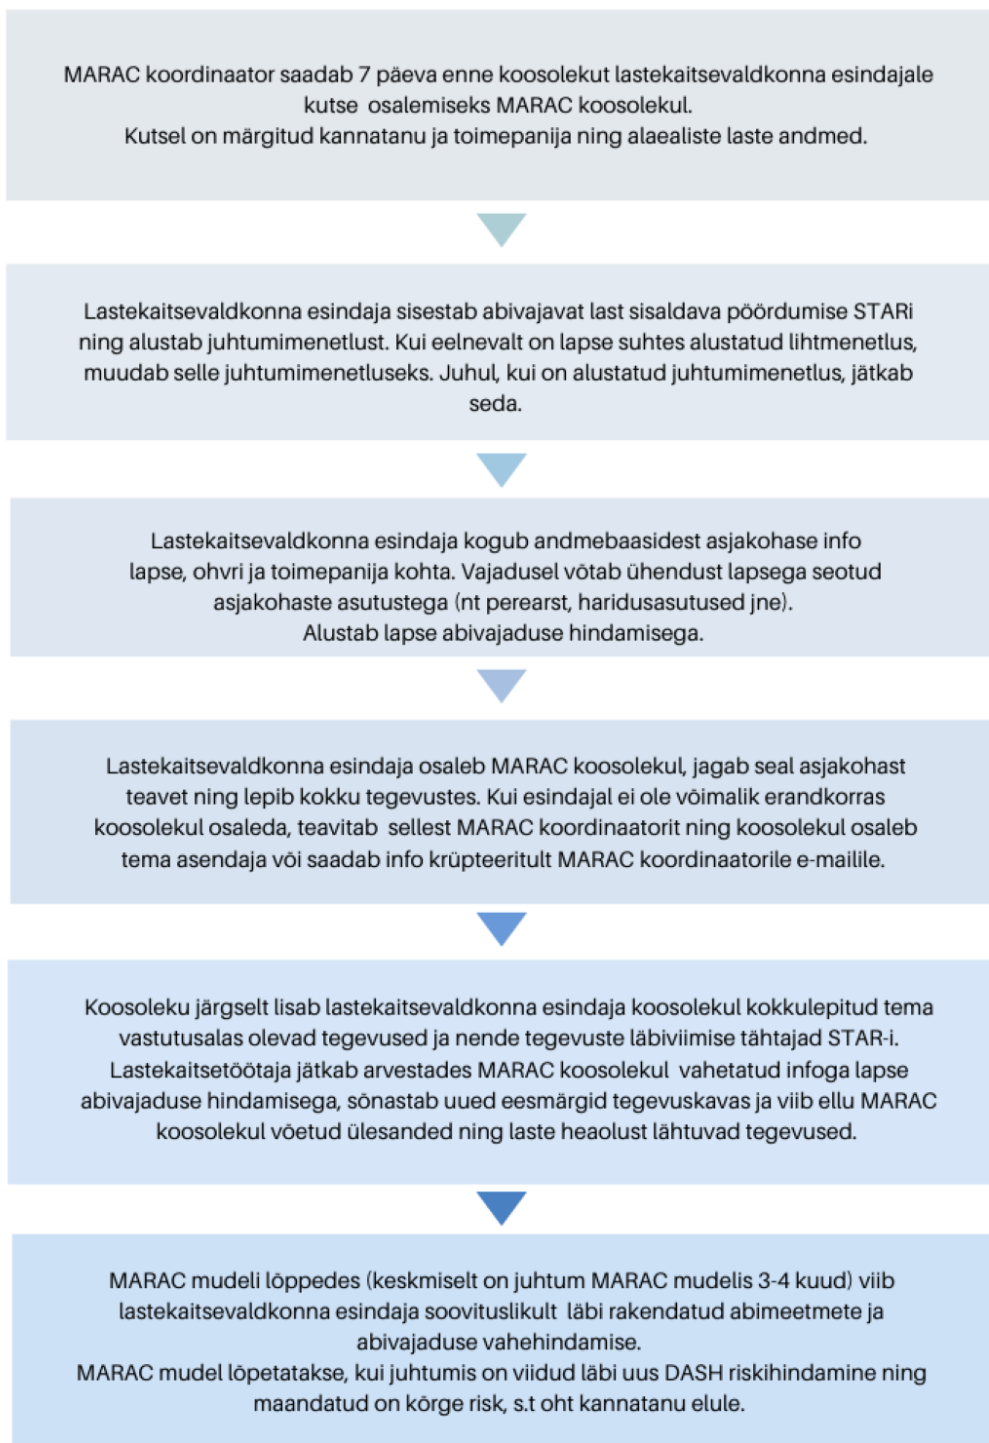 MARAC koordinaator saadab 7 päeva enne koosolekut lastekaitsevaldkonna esindajale
kutse osalemiseks MARAC koosolekul.
Kutsel on märgitud kannatanu ja toimepanija ning alaealiste laste andmed.
Lastekaitsevaldkonna esindaja sisestab abivajavat last sisaldava pöördumise STARi
ning alustab juhtumimenetlust. Kui eelnevalt on lapse suhtes alustatud lihtmenetlus,
muudab selle juhtumimenetluseks. Juhul, kui on alustatud juhtumimenetlus, jätkab
seda.
Lastekaitsevaldkonna esindaja kogub andmebaasidest asjakohase info
lapse, ohvri ja toimepanija kohta. Vajadusel võtab ühendust lapsega seotud
asjakohaste asutustega (nt perearst, haridusasutused jne).
Alustab lapse abivajaduse hindamisega.
Lastekaitsevaldkonna esindaja osaleb MARAC koosolekul, jagab seal asjakohast
teavet ning lepib kokku tegevustes. Kui esindajal ei ole võimalik erandkorras
koosolekul osaleda, teavitab sellest MARAC koordinaatorit ning koosolekul osaleb
tema asendaja või saadab info krüpteeritult MARAC koordinaatorile e-mailile.
Koosoleku järgselt lisab lastekaitsevaldkonna esindaja koosolekul kokkulepitud tema
vastutusalas olevad tegevused ja nende tegevuste läbiviimise tähtajad STAR-i.
Lastekaitsetöötaja jätkab arvestades MARAC koosolekul vahetatud infoga lapse
abivajaduse hindamisega, sõnastab uued eesmärgid tegevuskavas ja viib ellu MARAC
koosolekul võetud ülesanded ning laste heaolust lähtuvad tegevused.
MARAC mudeli lõppedes (keskmiselt on juhtum MARAC mudelis 3-4 kuud) viib
lastekaitsevaldkonna esindaja soovituslikult läbi rakendatud abimeetmete ja
abivajaduse vahehindamise.
MARAC mudel lõpetatakse, kui juhtumis on viidud läbi uus DASH riskihindamine ning
maandatud on kõrge risk, s.t oht kannatanu elule.